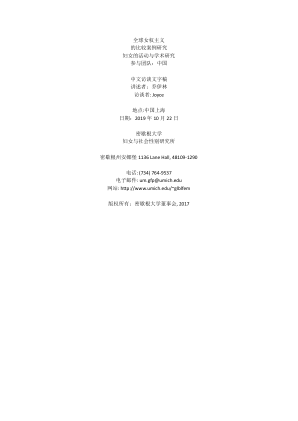 全球女权主义
的比较案例研究
妇女的活动与学术研究
参与团队：中国
中文访谈文字稿
讲述者：乔伊林
访谈者: Joyce
地点:中国上海
日期：2019 年 10 月 22 日
密歇根大学
妇女与社会性别研究所
密歇根州安娜堡 1136 Lane Hall, 48109-1290
电话:(734) 764-9537
电子邮件: um.gfp@umich.edu
网站: http://www.umich.edu/~glblfem
版权所有：密歇根大学董事会, 2017